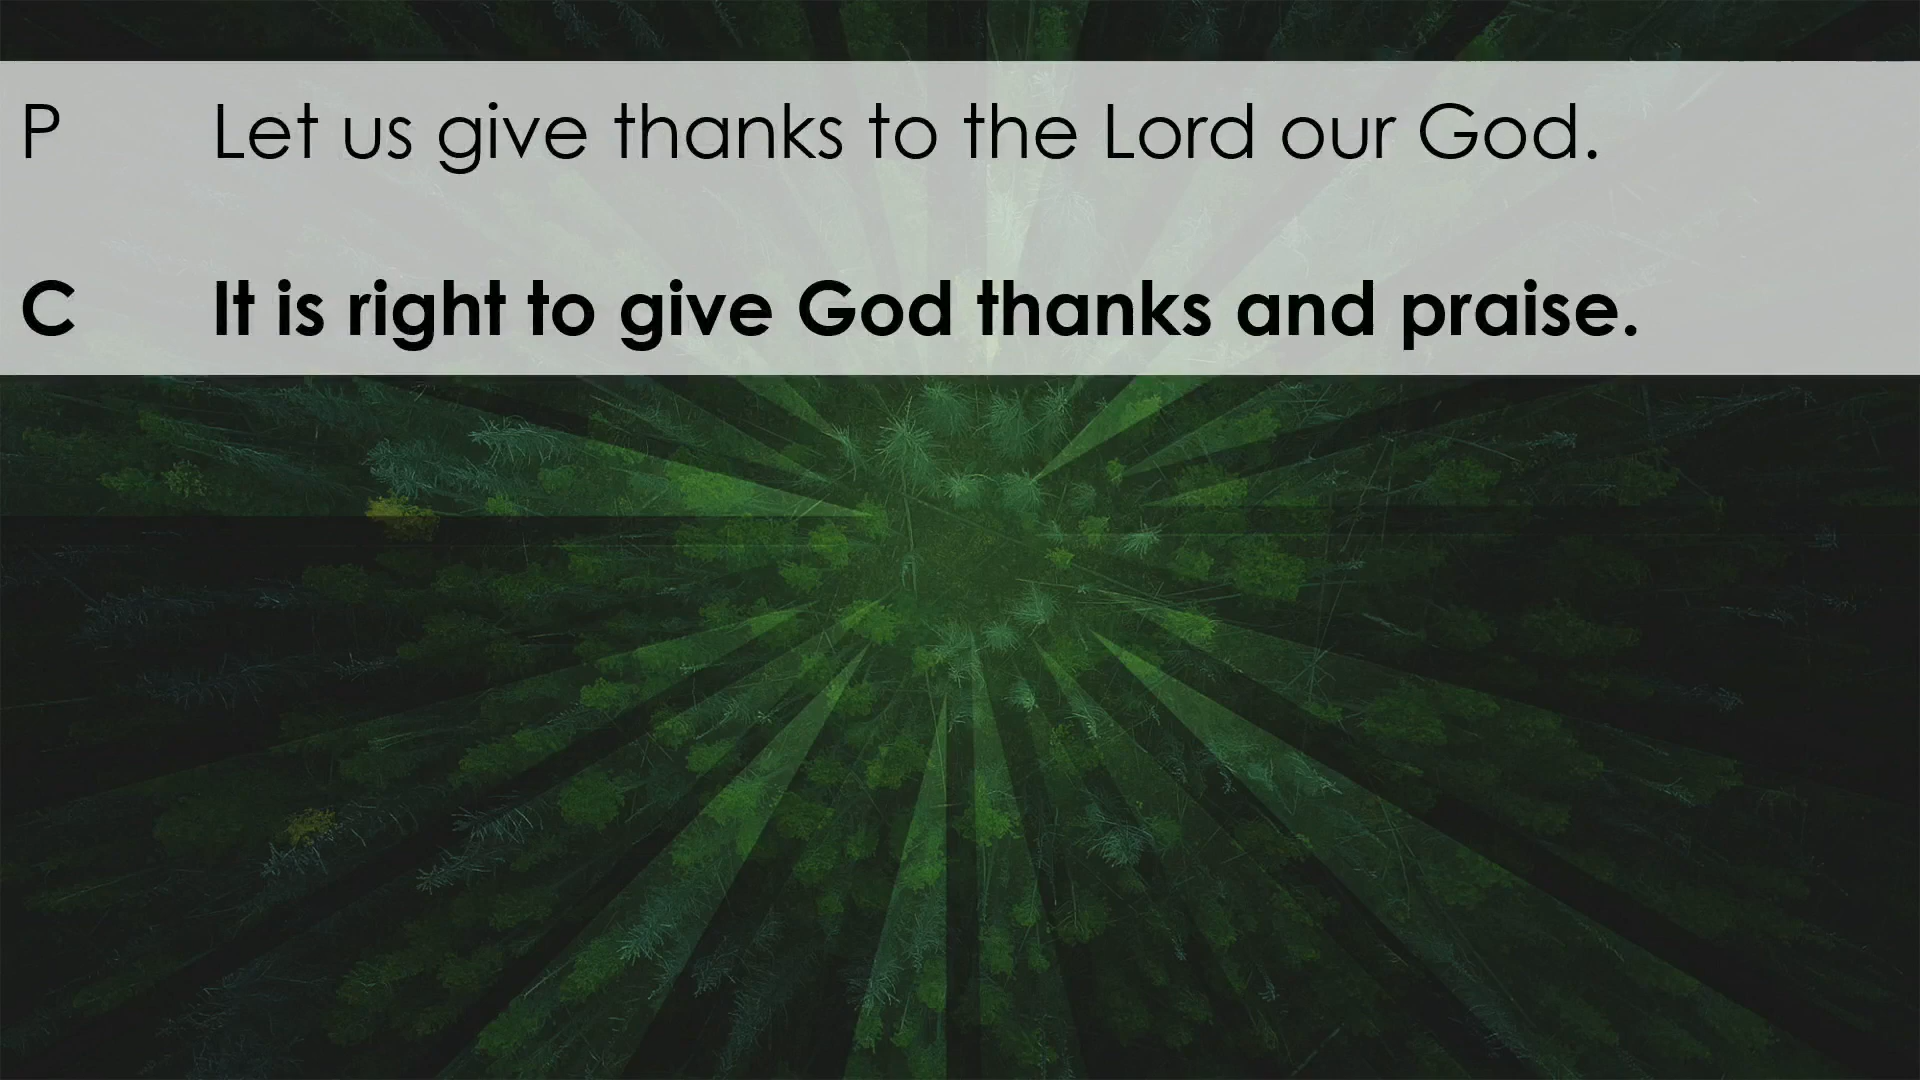 P Let us give thanks to the Lord our God.
C It is right to give God thanks and praise.